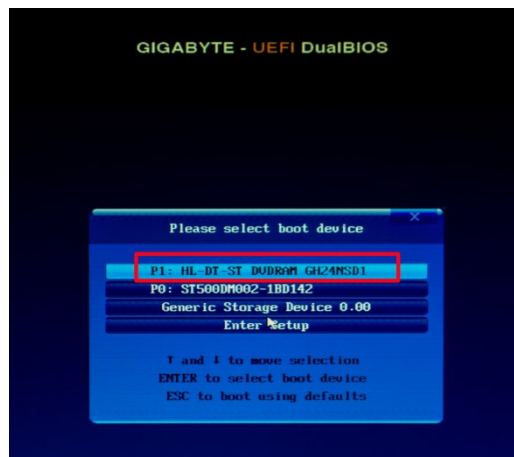 GIGABYTE - UEFI DualBIOS
Please select boot device
P1: HL-DT-ST DVDRAM GH24NSD1
P0: ST500DM002-1BD142
Generic Storage Device 0.00
Enter Setup
↑ and ↓ to move selection
ENTER to select boot device
ESC to boot using defaults